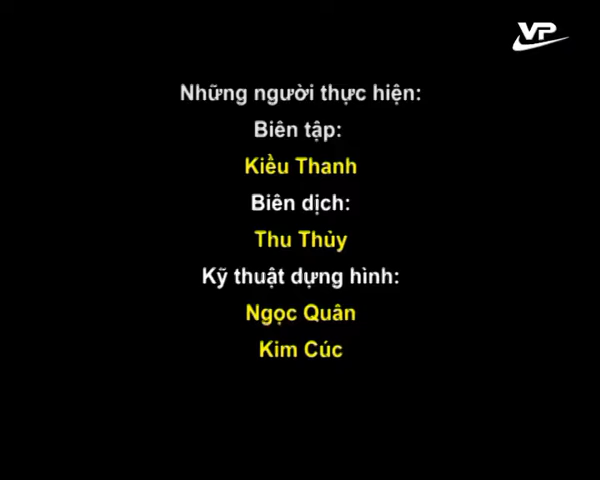 VP
Những người thực hiện:
Biên tập:
Kiều Thanh
Biên dịch:
Thu Thủy
Kỹ thuật dựng hình:
Ngọc Quân
Kim Cúc